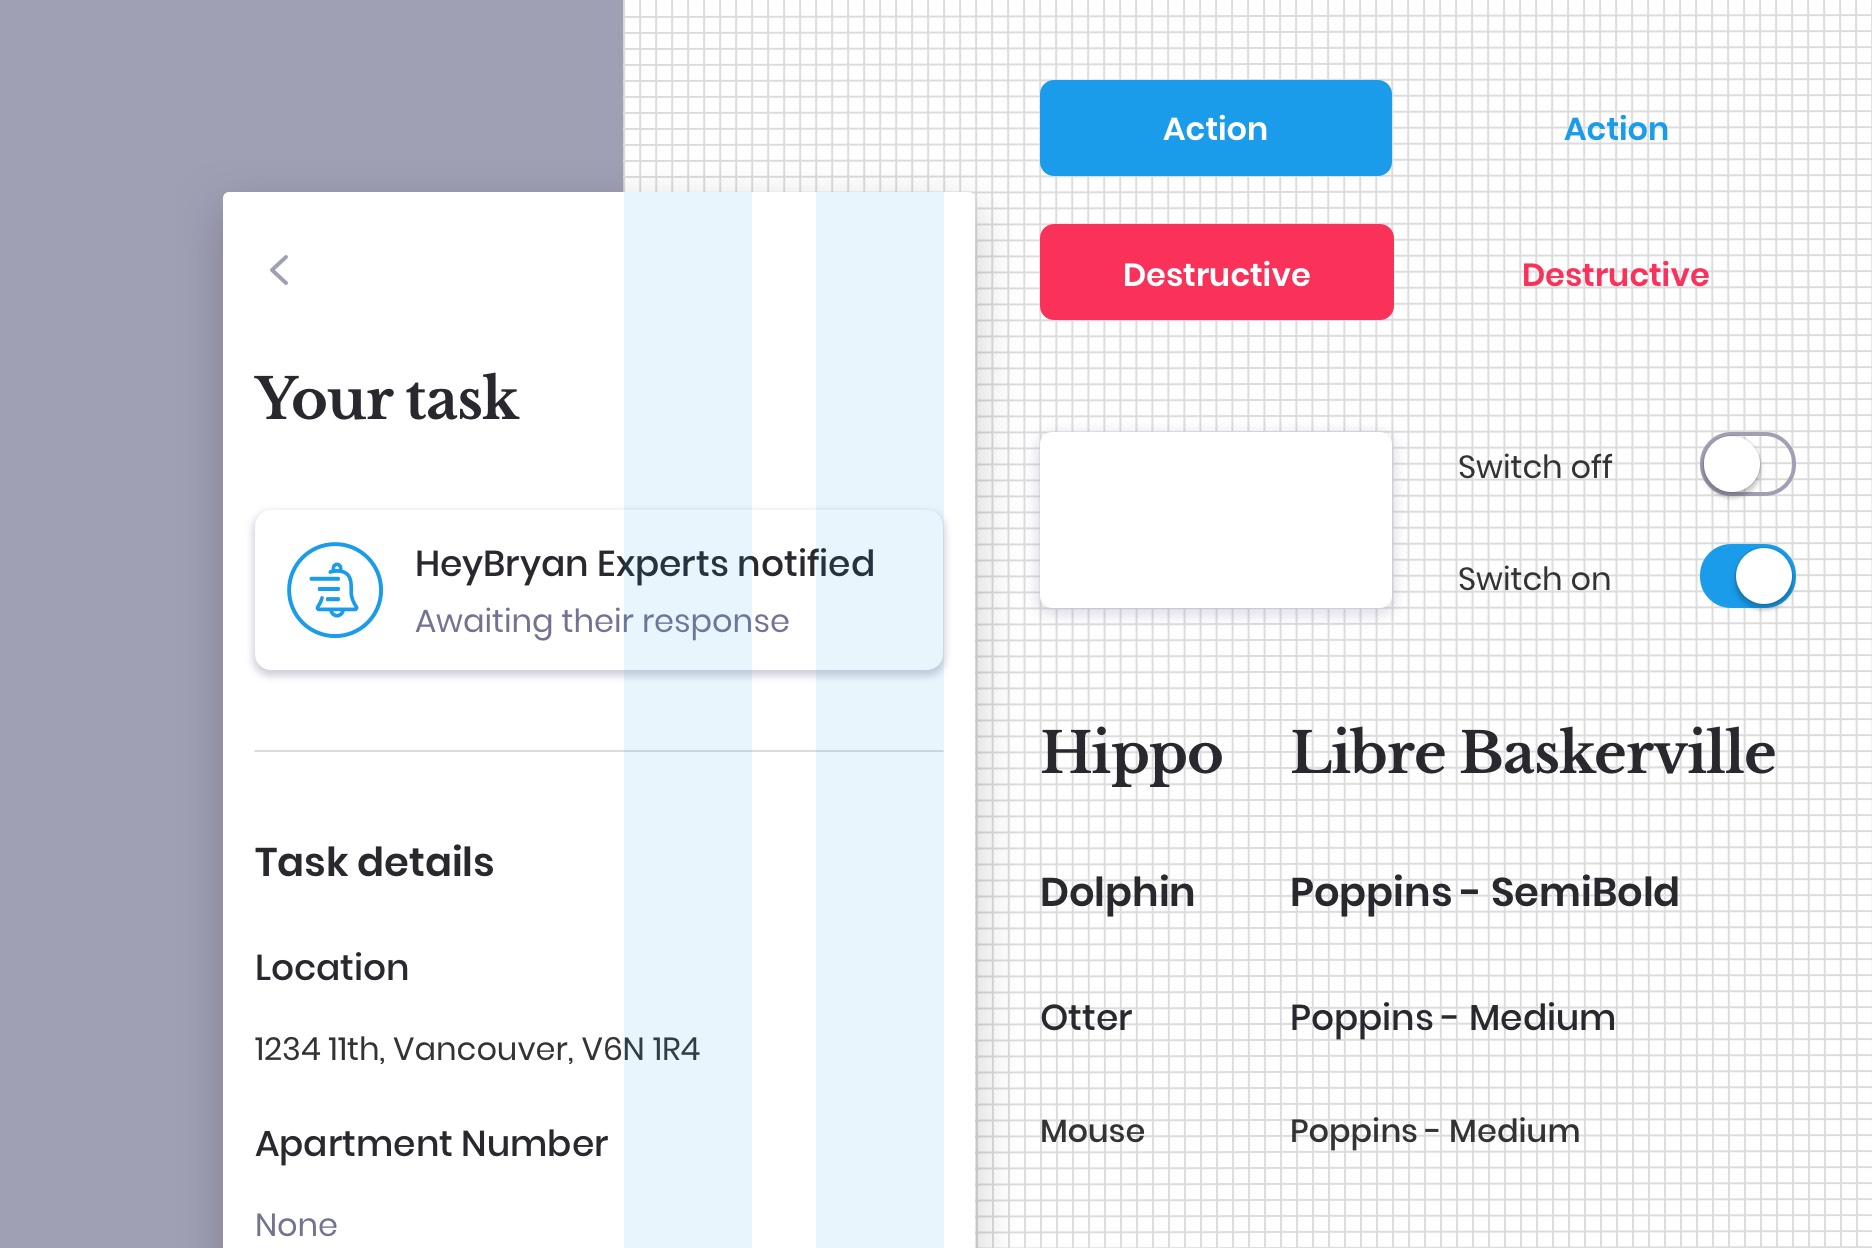 Your task
HeyBryan Experts notified
Awaiting their response
Task details
Location
1234 11th, Vancouver, V6N 1R4
Apartment Number
None
Action
Action
Destructive
Destructive
Switch off
Switch on
Hippo Libre Baskerville
Dolphin Poppins - SemiBold
Otter Poppins - Medium
Mouse Poppins - Medium